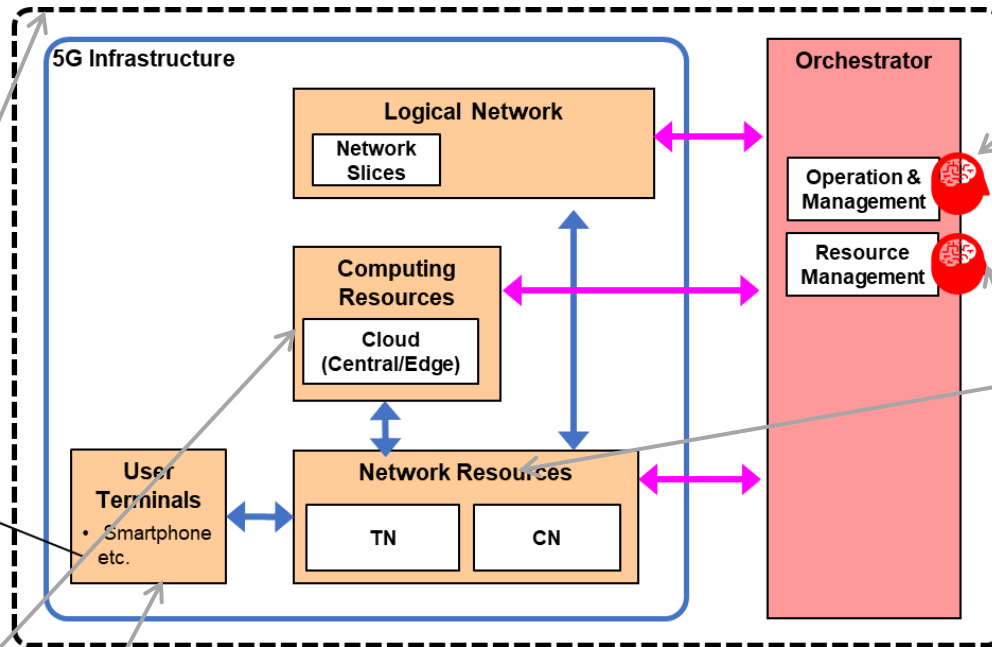 5G Infrastructure
Orchestrator
Logical Network
Network
Slices
Operation &
Management
Resource
Management
Computing
Resources
Cloud
(Central/Edge)
User
Terminals
• Smartphone
etc.
Network Resources
TN
CN